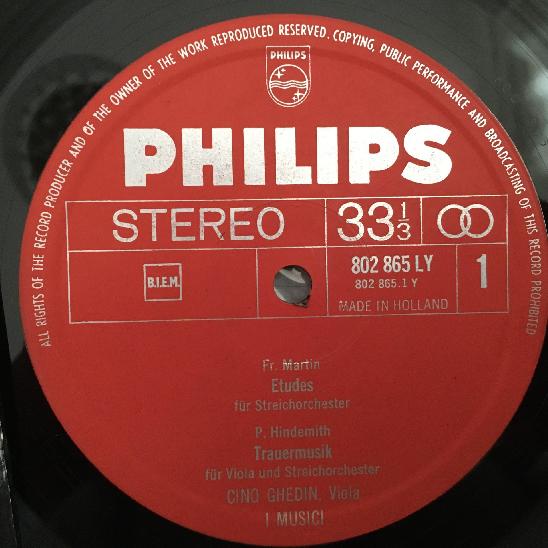 ALL RIGHTS OF THE RECORD PRODUCER AND OF THE OWNER OF THE WORK REPRODUCED RESERVED. COPYING, PUBLIC PERFORMANCE AND BROADCASTING OF THIS RECORD PROHIBITED
PHILIPS
PHILIPS
STEREO 33 1/3
B.I.E.M. 802 865 LY 1
802 865.1 Y
MADE IN HOLLAND
Fr. Martin
Etudes
für Streichorchester
P. Hindemith
Trauermusik
für Viola und Streichorchester
CINO GHEDIN, Viola
I MUSICI